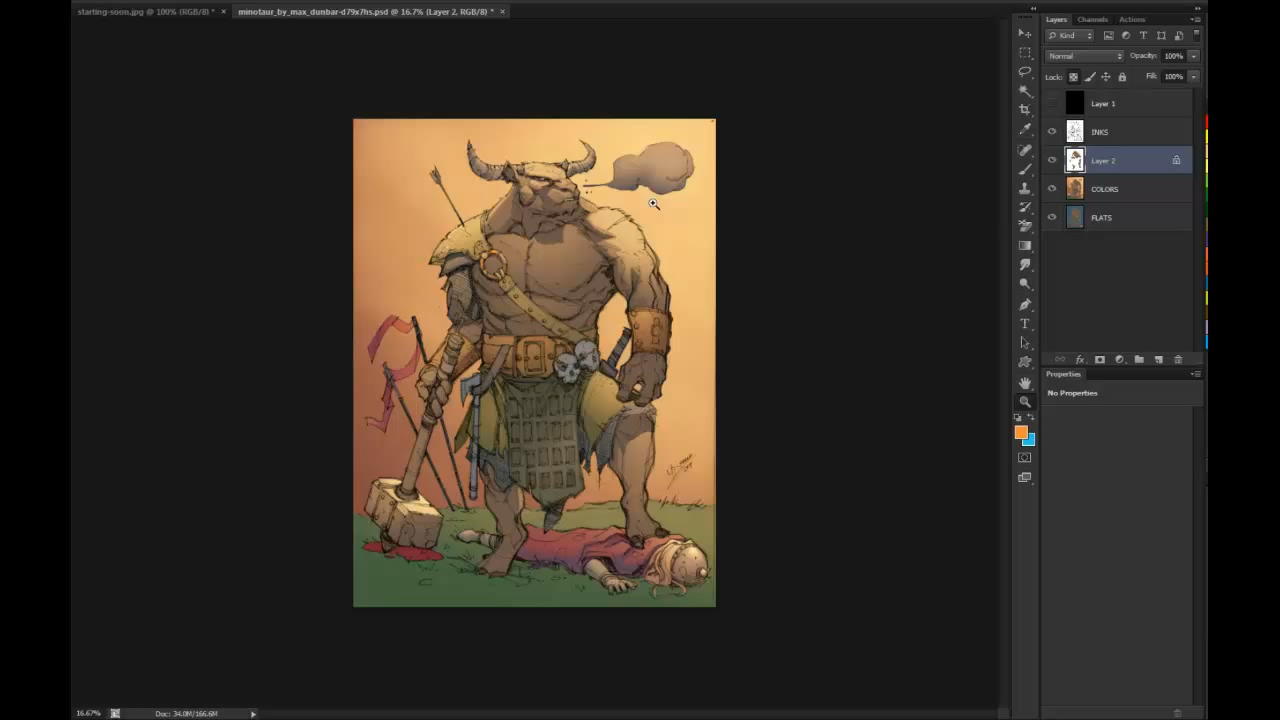 starting-soon.jpg @ 100% (RGB/8) * ×
minotaur_by_max_dunbar-d79x7hs.psd @ 16.7% (Layer 2, RGB/8) * ×
Layers Channels Actions
Kind
Normal Opacity: 100%
Lock: Fill: 100%
Layer 1
INKS
Layer 2
COLORS
FLATS
fx
Properties
No Properties
16.67% Doc: 34.0M/166.6M